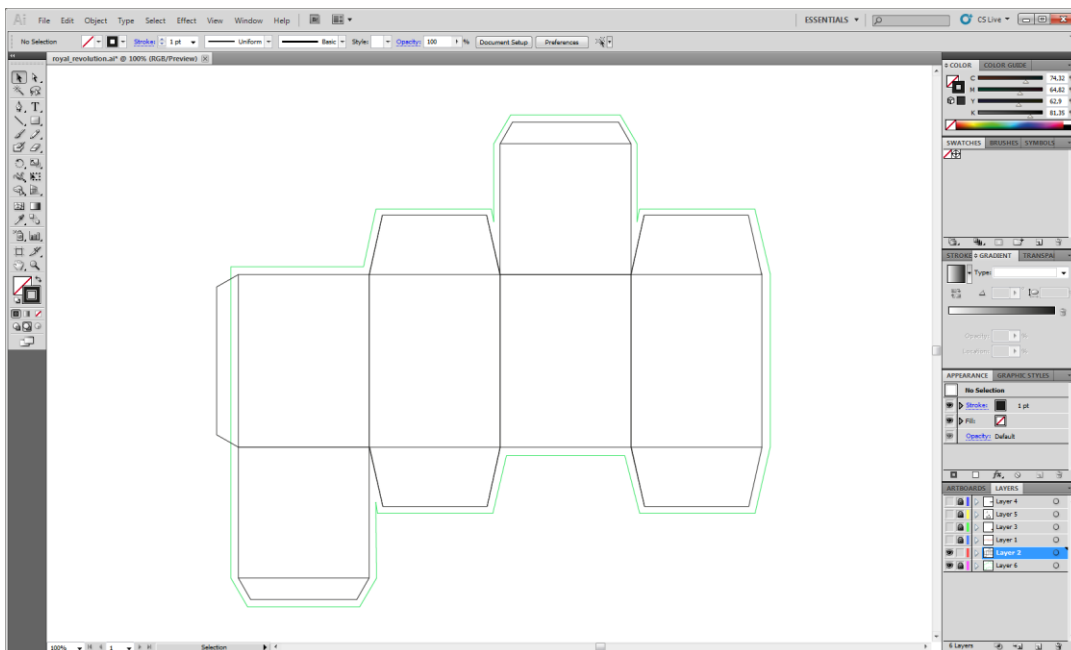 Ai File Edit Object Type Select Effect View Window Help Br ESSENTIALS CS Live
No Selection Stroke: 1 pt Uniform Basic Style: Opacity: 100 % Document Setup Preferences
royal_revolution.ai* @ 100% (RGB/Preview)
COLOR COLOR GUIDE
C 74,32
M 64,82
Y 62,9
K 81,35
SWATCHES BRUSHES SYMBOLS
STROKE GRADIENT TRANSPA
Type:
Opacity: %
Location: %
APPEARANCE GRAPHIC STYLES
No Selection
Stroke: 1 pt
Fill:
Opacity: Default
fx
ARTBOARDS LAYERS
Layer 4
Layer 5
Layer 3
Layer 1
Layer 2
Layer 6
6 Layers
100% 1 Selection